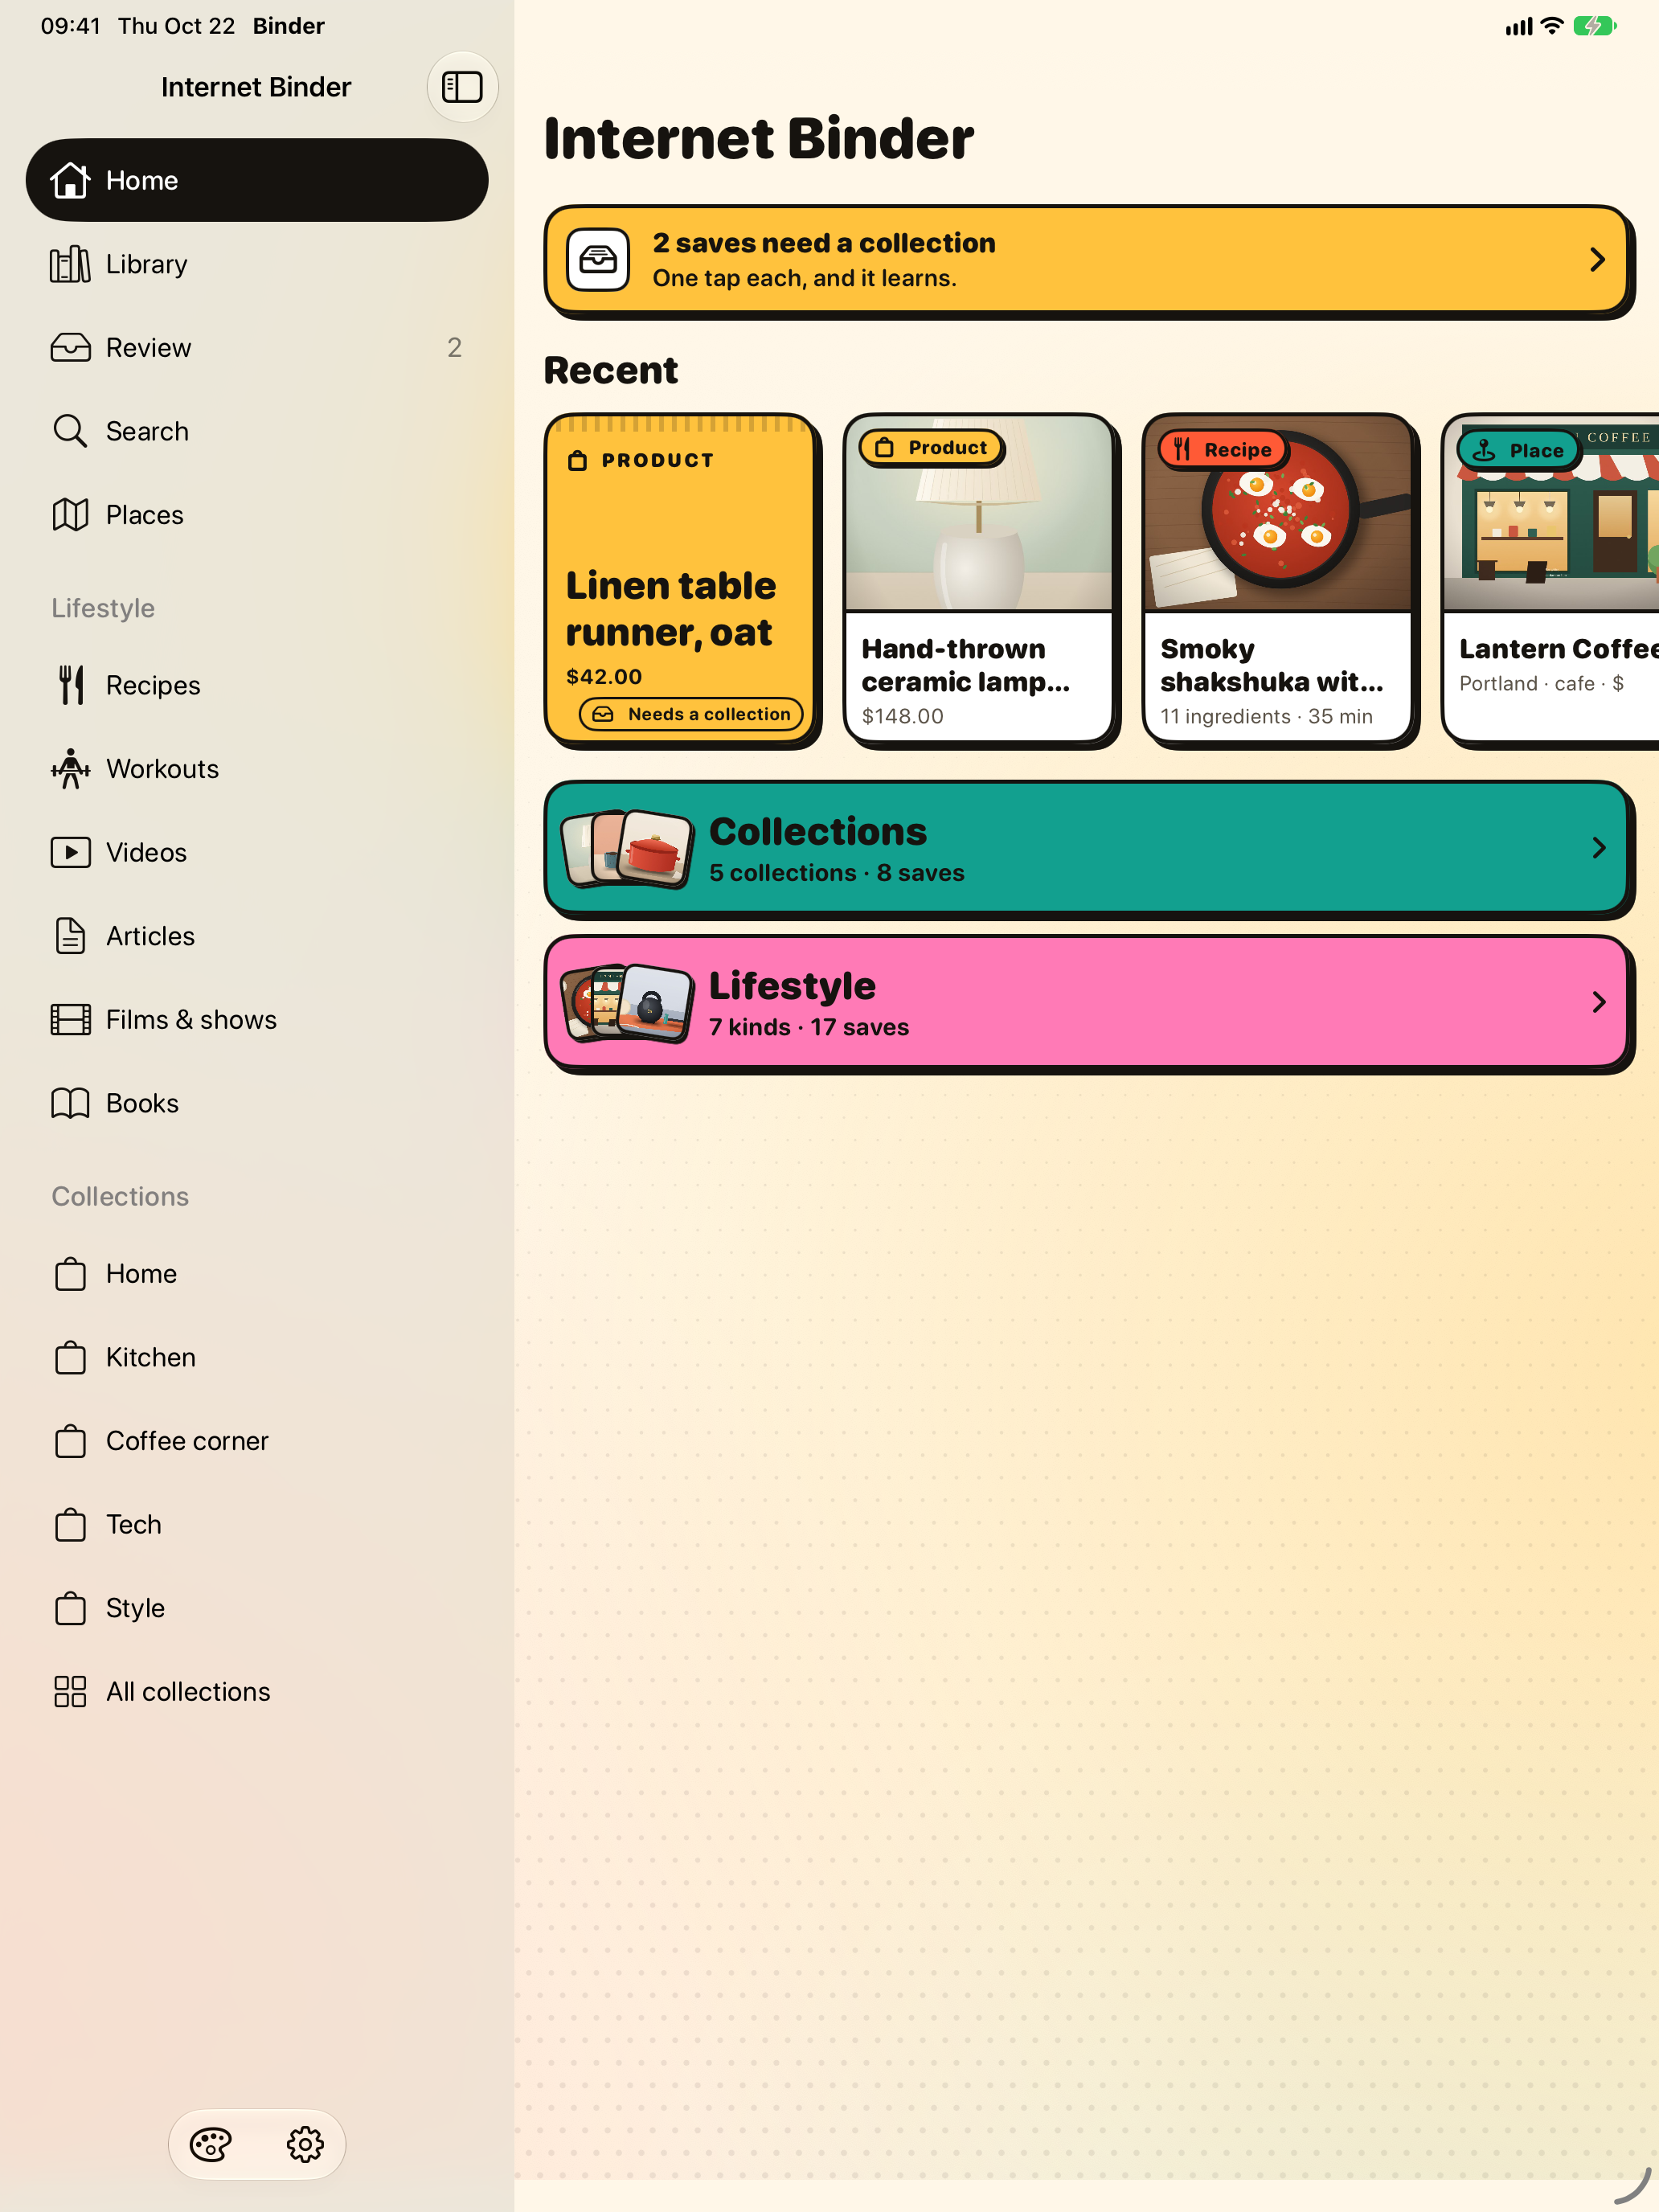 09:41 Thu Oct 22 Binder
Internet Binder
Home
Library
Review 2
Search
Places
Lifestyle
Recipes
Workouts
Videos
Articles
Films & shows
Books
Collections
Home
Kitchen
Coffee corner
Tech
Style
All collections
Internet Binder
2 saves need a collection
One tap each, and it learns.
Recent
PRODUCT
Linen table
runner, oat
$42.00
Needs a collection
Product
Hand-thrown
ceramic lamp...
$148.00
Recipe
Smoky
shakshuka wit...
11 ingredients · 35 min
COFFEE
Place
Lantern Coffee
Portland · cafe · $
Collections
5 collections · 8 saves
Lifestyle
7 kinds · 17 saves